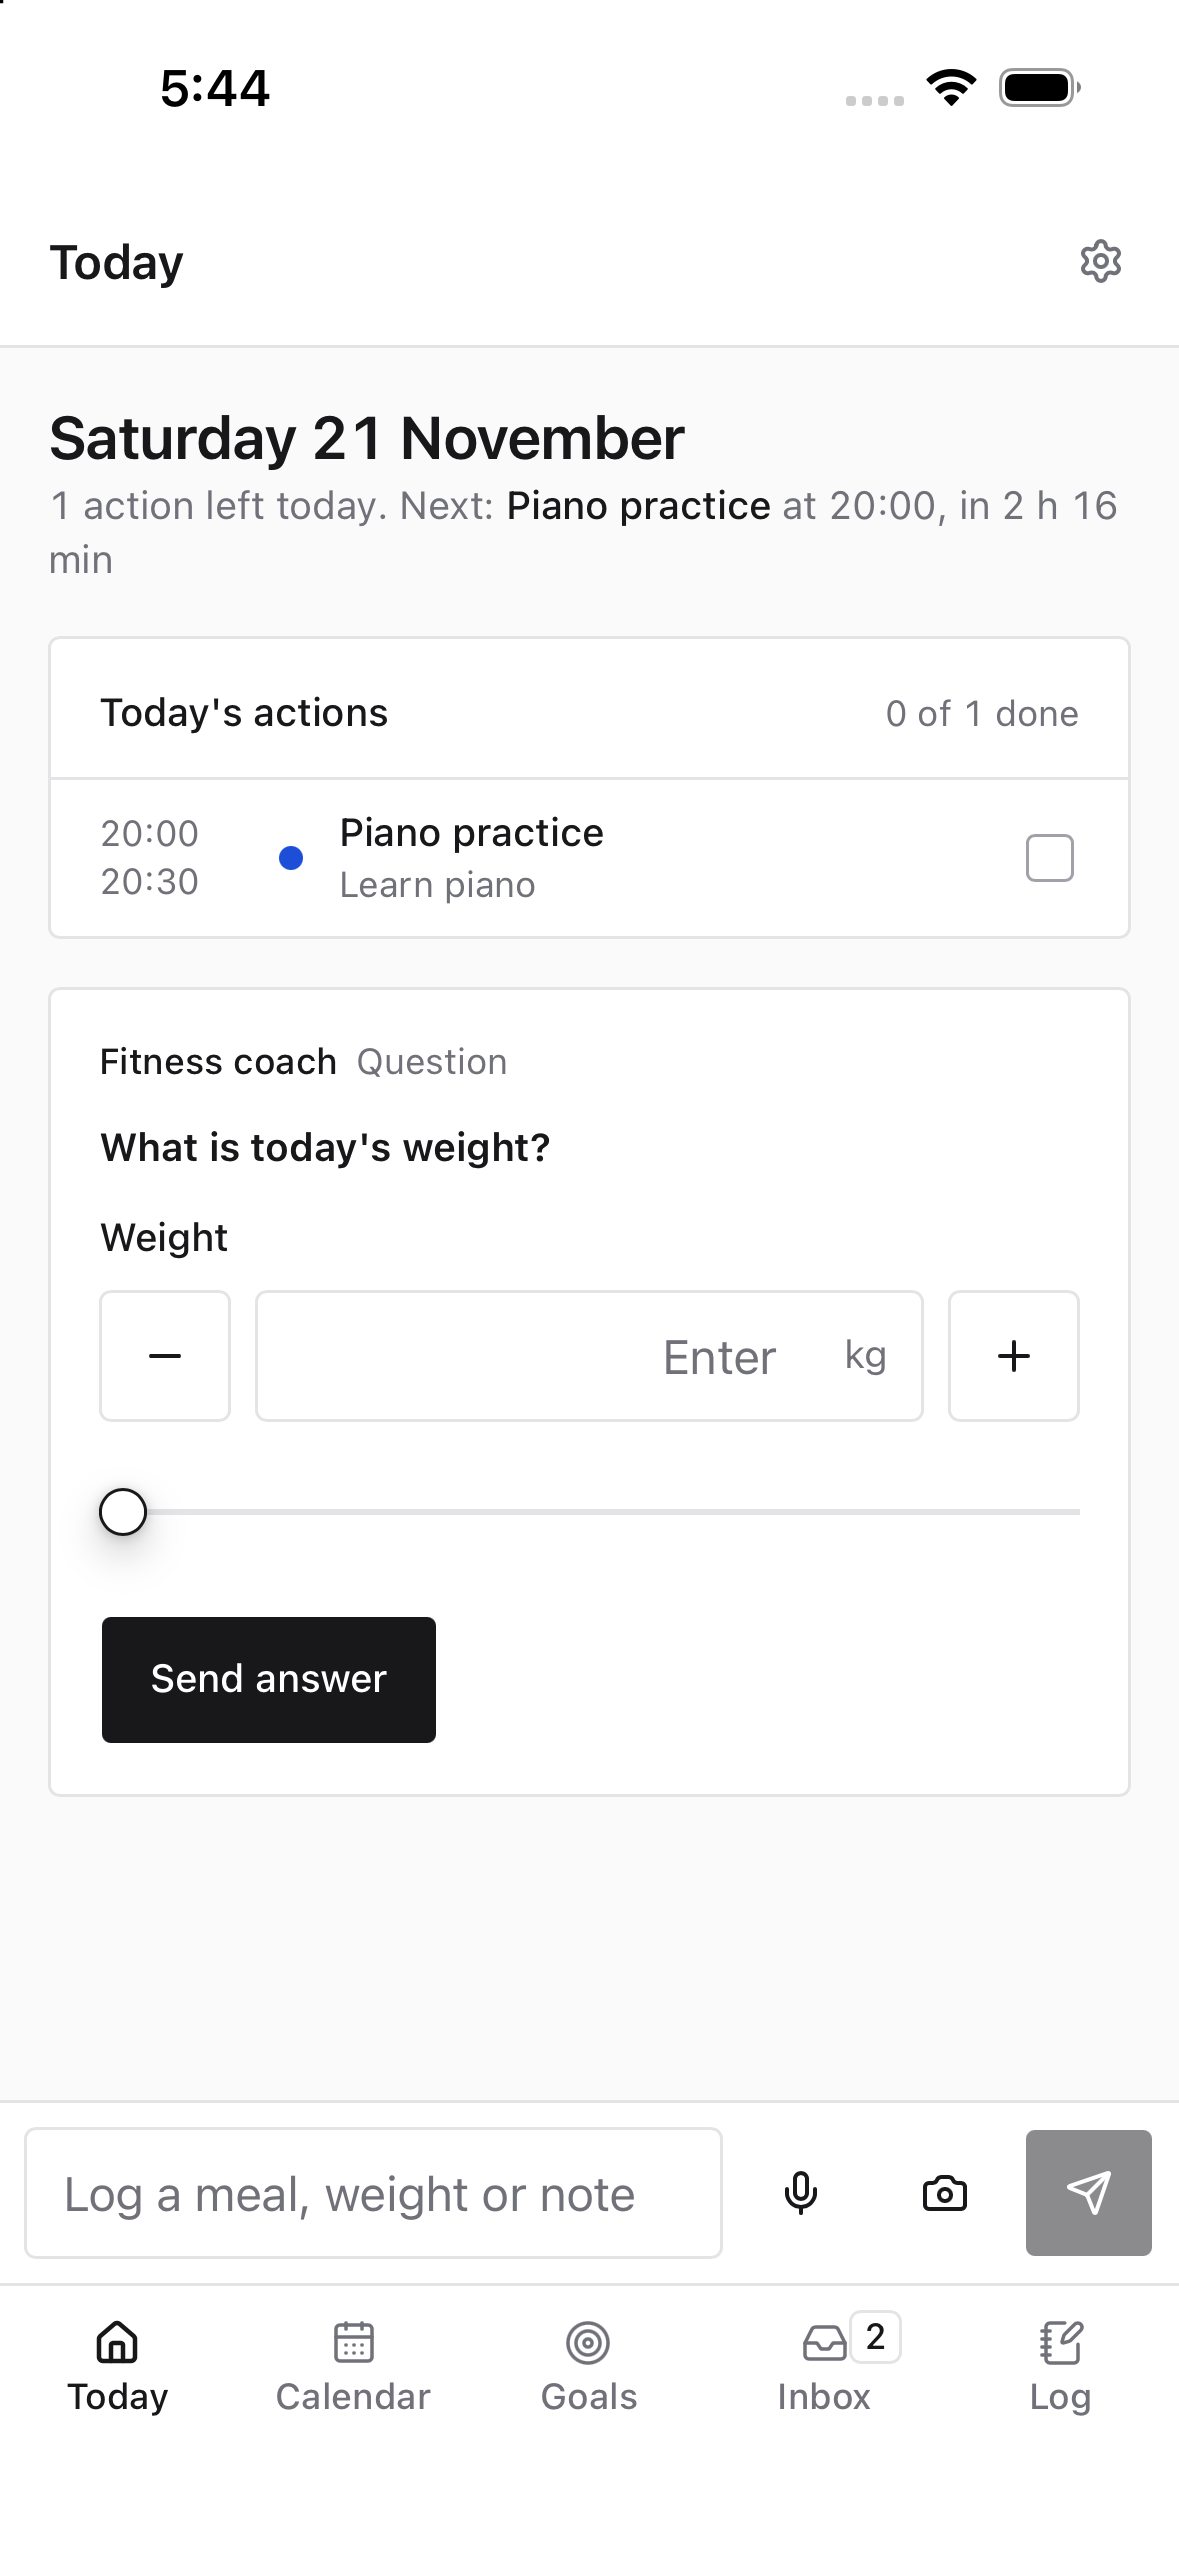 5:44
Today
Saturday 21 November
1 action left today. Next: Piano practice at 20:00, in 2 h 16
min
Today's actions
0 of 1 done
20:00
20:30
Piano practice
Learn piano
Fitness coach Question
What is today's weight?
Weight
Enter kg
Send answer
Log a meal, weight or note
2
Today
Calendar
Goals
Inbox
Log